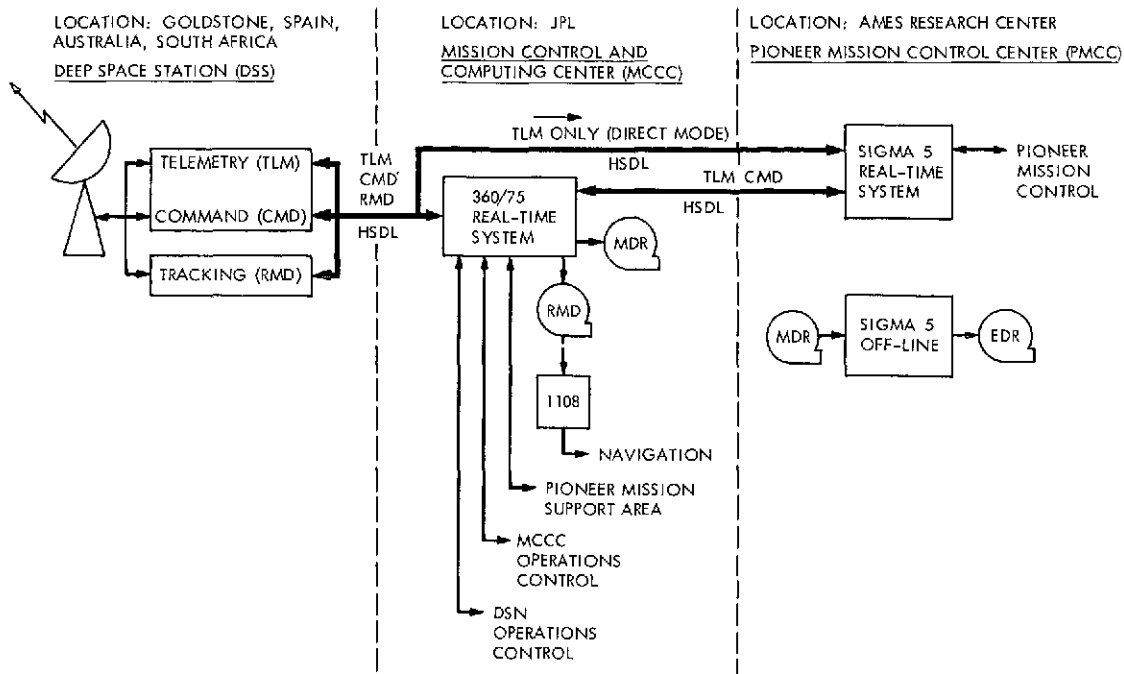 LOCATION: GOLDSTONE, SPAIN,
AUSTRALIA, SOUTH AFRICA
DEEP SPACE STATION (DSS)
LOCATION: JPL
MISSION CONTROL AND
COMPUTING CENTER (MCCC)
LOCATION: AMES RESEARCH CENTER
PIONEER MISSION CONTROL CENTER (PMCC)
TELEMETRY (TLM)
COMMAND (CMD)
TRACKING (RMD)
TLM
CMD
RMD
HSDL
TLM ONLY (DIRECT MODE)
HSDL
TLM CMD
HSDL
360/75
REAL-TIME
SYSTEM
MDR
RMD
1108
NAVIGATION
PIONEER MISSION
SUPPORT AREA
MCCC
OPERATIONS
CONTROL
DSN
OPERATIONS
CONTROL
SIGMA 5
REAL-TIME
SYSTEM
PIONEER
MISSION
CONTROL
MDR
SIGMA 5
OFF-LINE
EDR